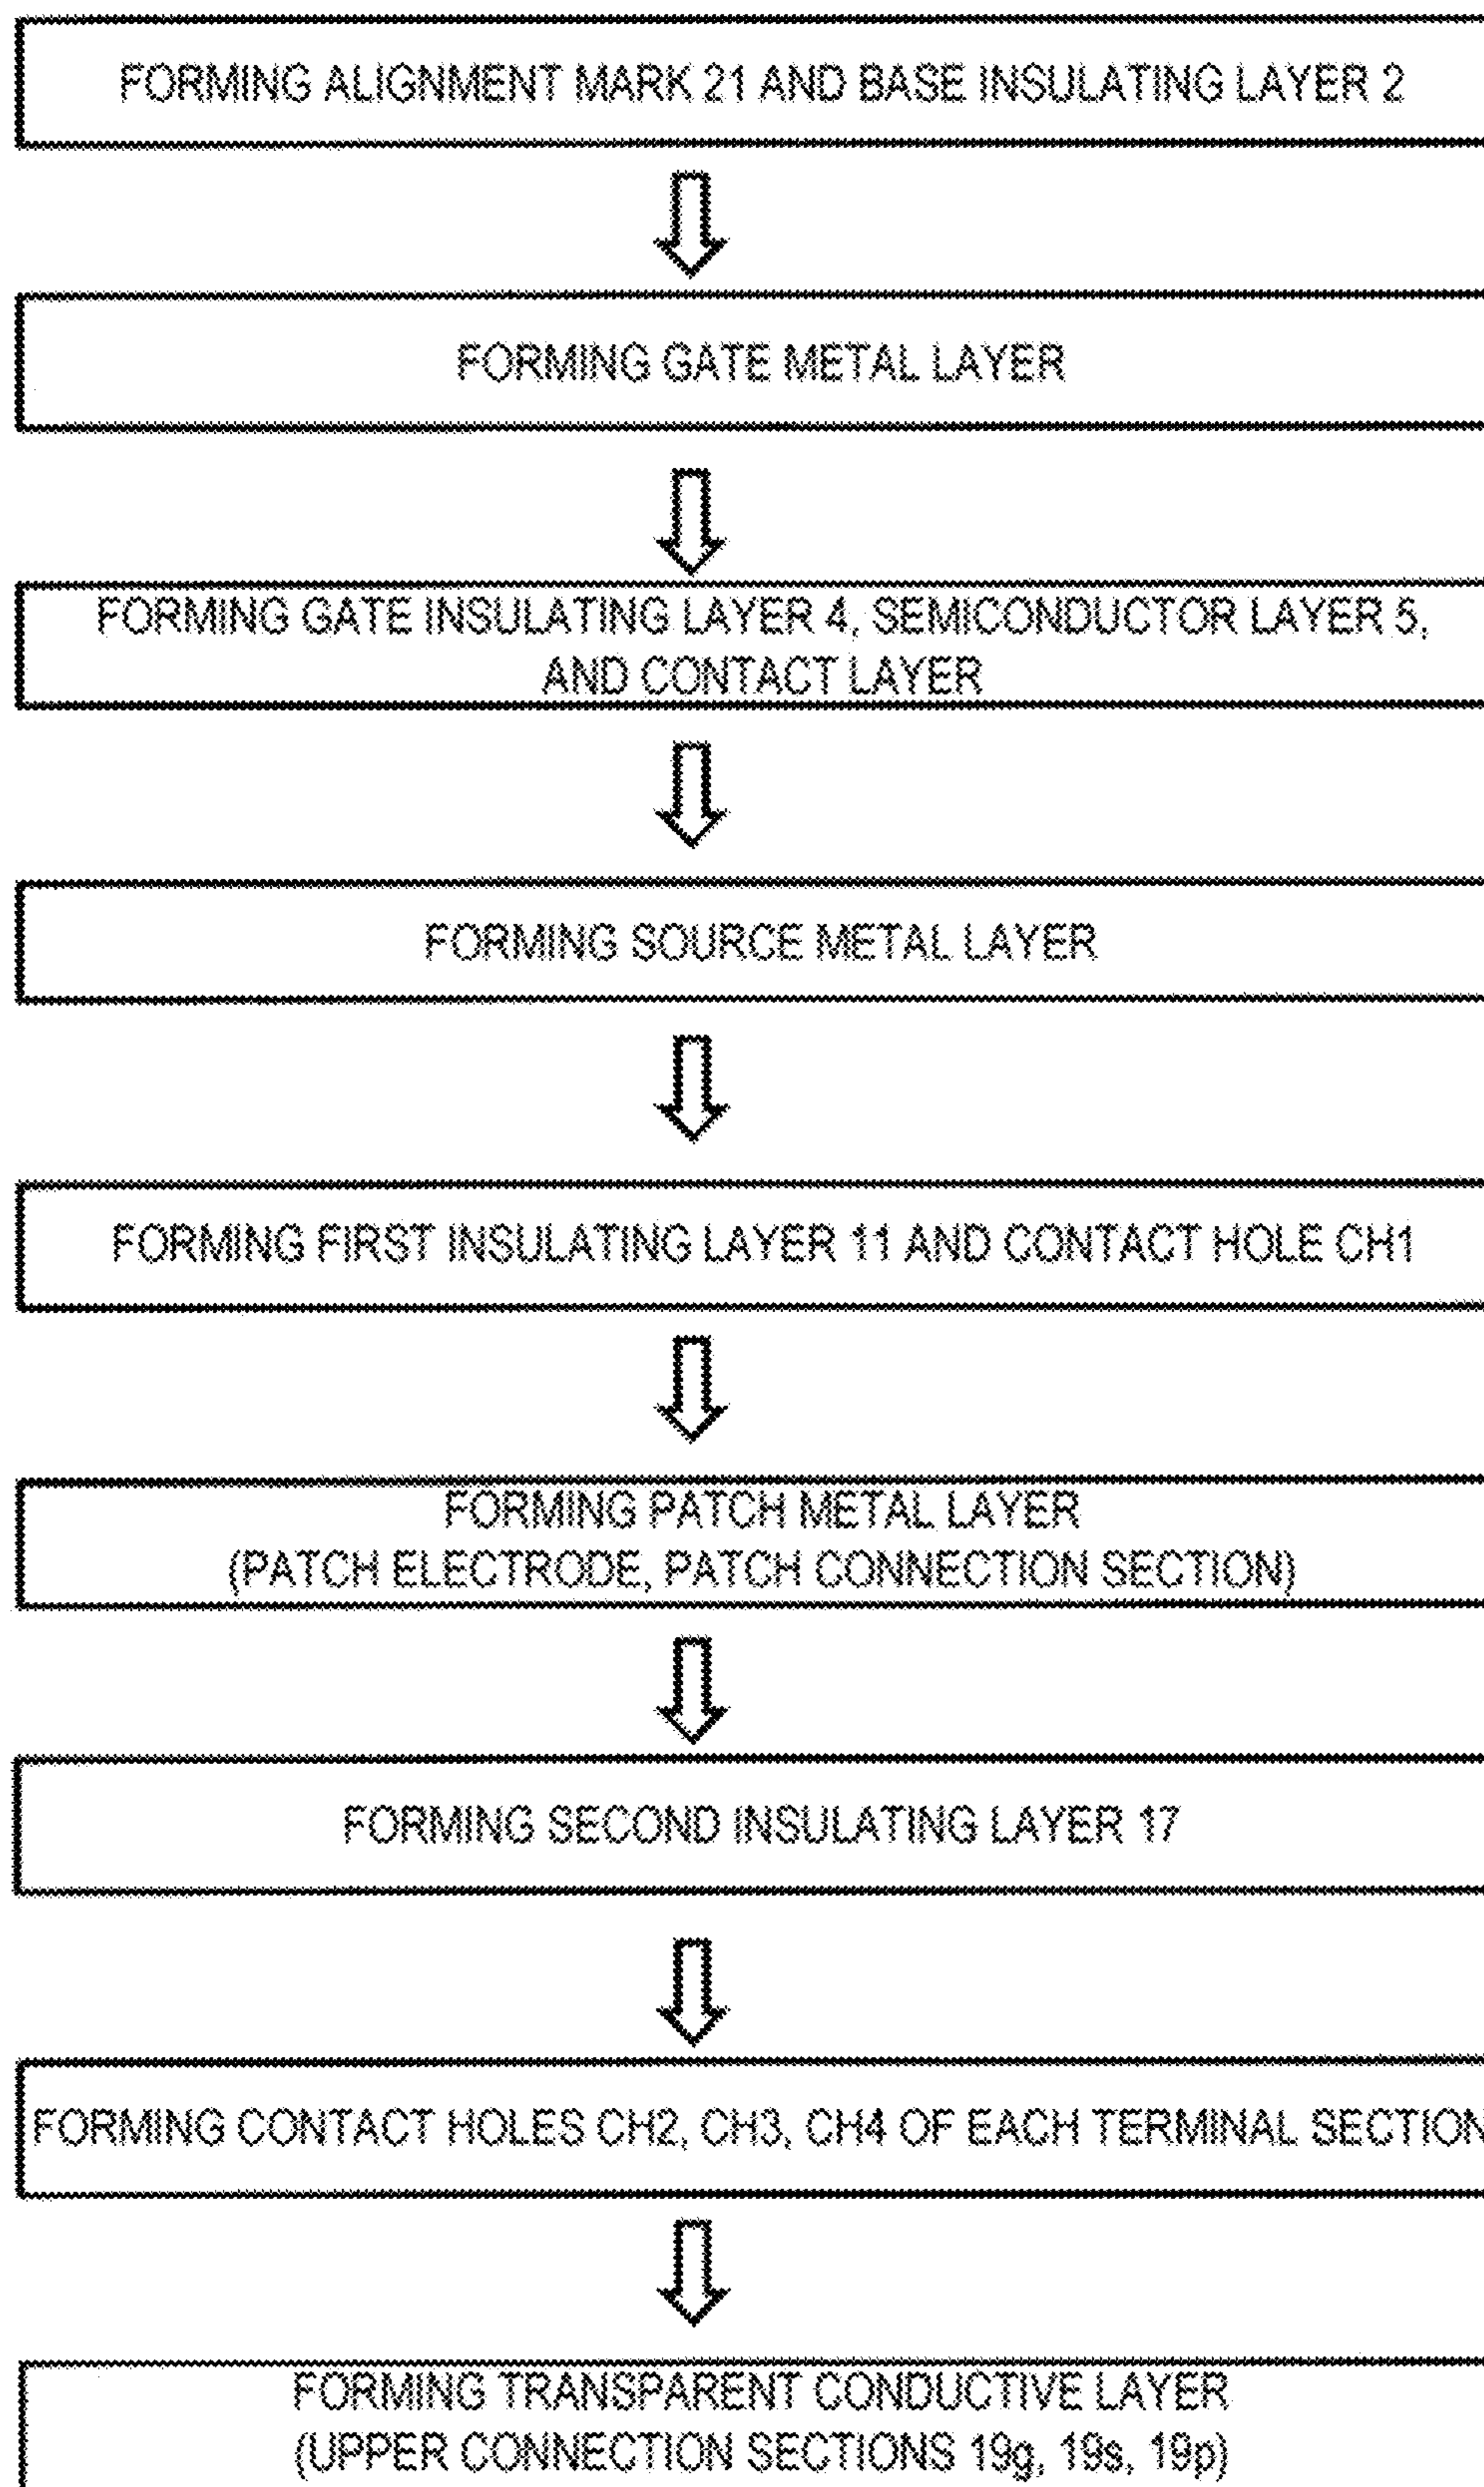 FORMING ALIGNMENT MARK 21 AND BASE INSULATING LAYER 2
FORMING GATE METAL LAYER
FORMING GATE INSULATING LAYER 4, SEMICONDUCTOR LAYER 5,
AND CONTACT LAYER
FORMING SOURCE METAL LAYER
FORMING FIRST INSULATING LAYER 11 AND CONTACT HOLE CH1
FORMING PATCH METAL LAYER
(PATCH ELECTRODE, PATCH CONNECTION SECTION)
FORMING SECOND INSULATING LAYER 17
FORMING CONTACT HOLES CH2, CH3, CH4 OF EACH TERMINAL SECTION
FORMING TRANSPARENT CONDUCTIVE LAYER
(UPPER CONNECTION SECTIONS 19g, 19s, 19p)